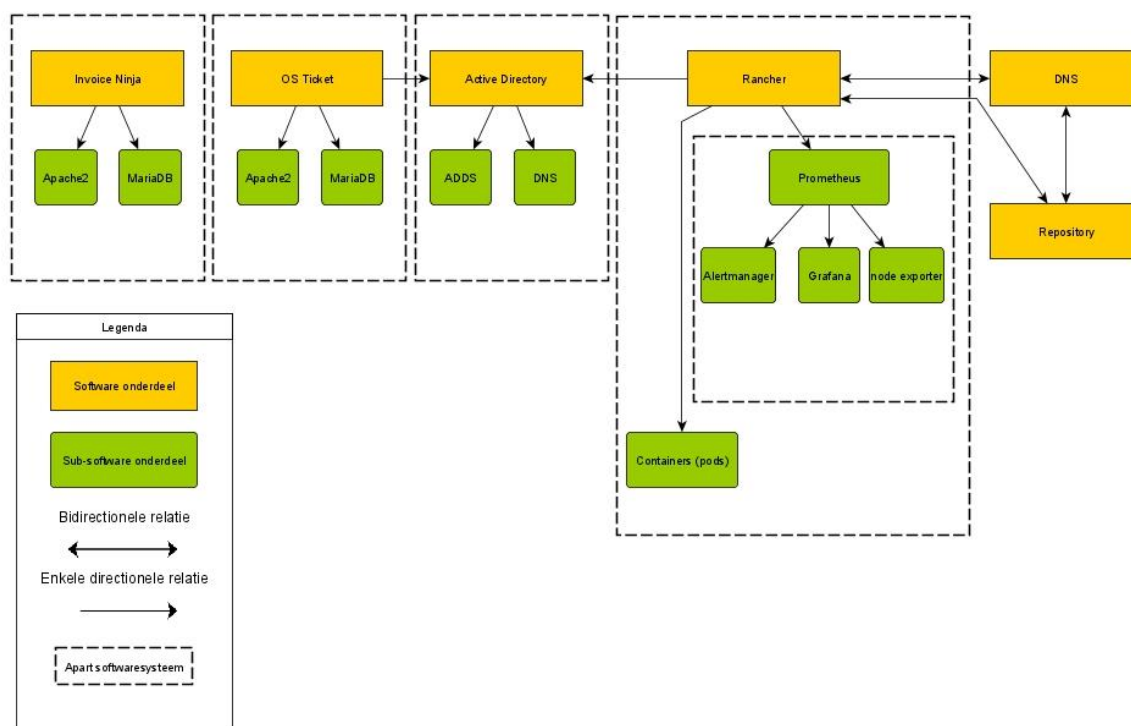 Invoice Ninja
OS Ticket
Active Directory
Rancher
DNS
Apache2
MariaDB
Apache2
MariaDB
ADDS
DNS
Prometheus
Repository
Alertmanager
Grafana
node exporter
Containers (pods)
Legenda
Software onderdeel
Sub-software onderdeel
Bidirectionele relatie
Enkele directionele relatie
Apart softwaresysteem